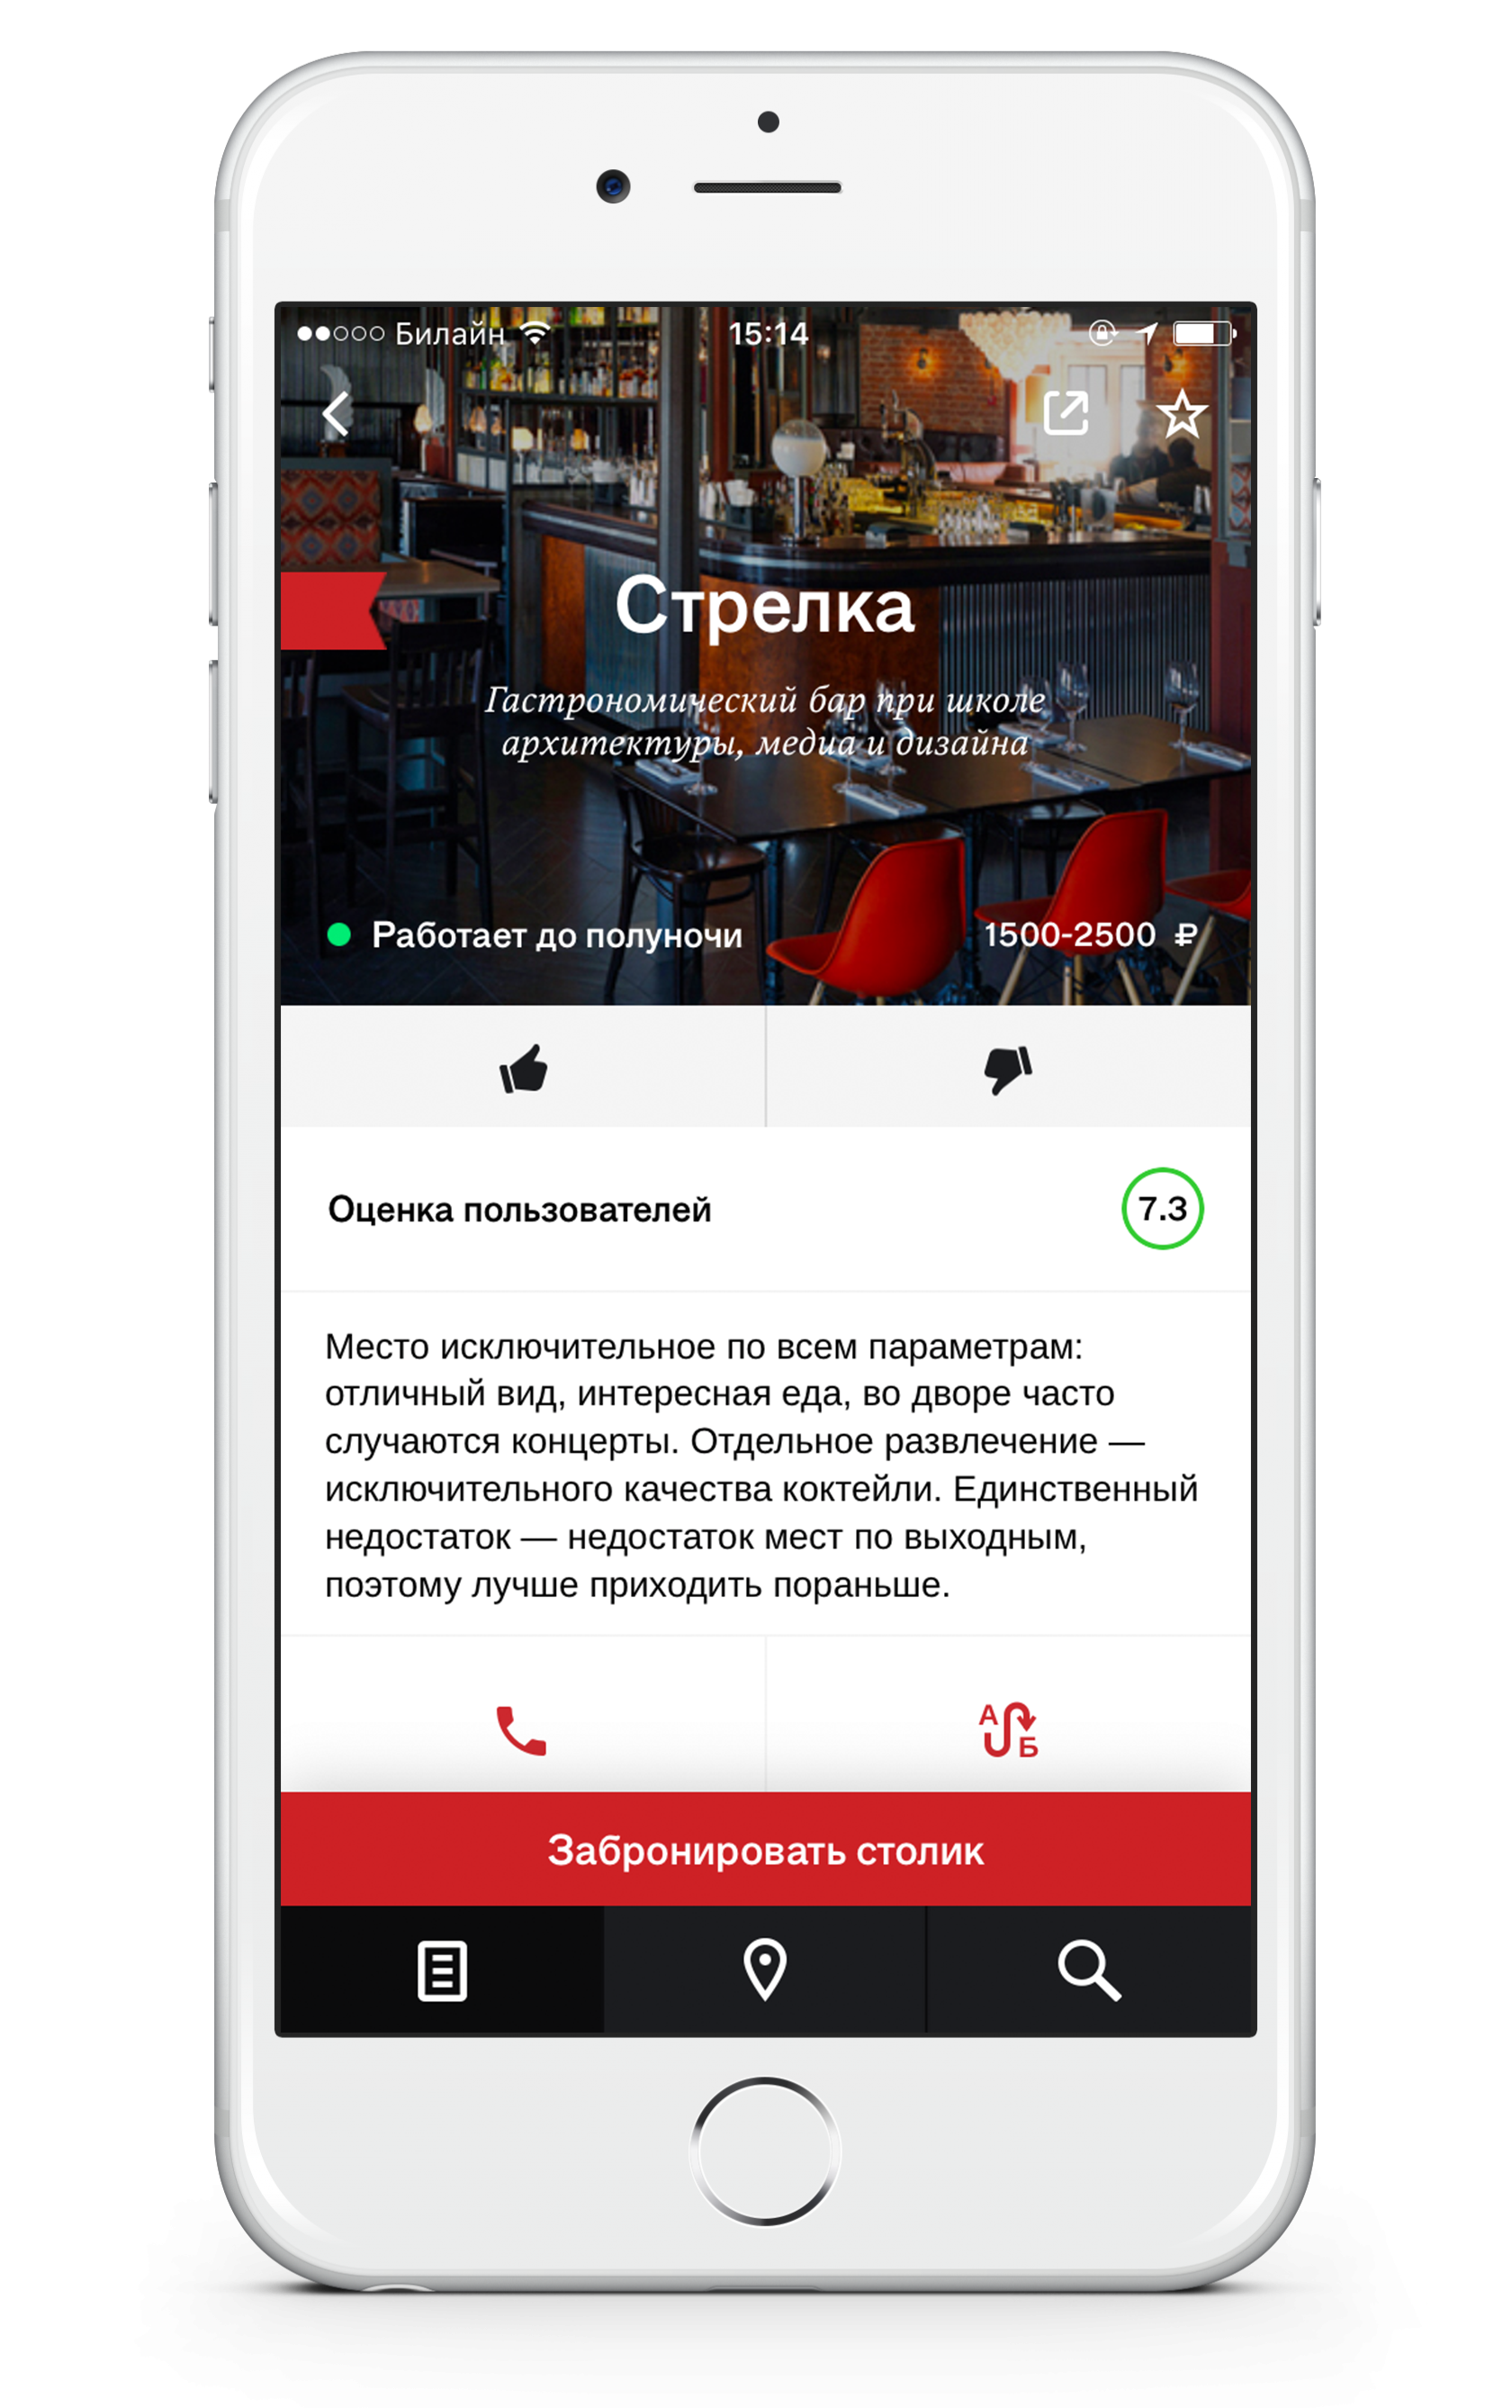 Билайн 15:14
Стрелка
Гастрономический бар при школе
архитектуры, медиа и дизайна
Работает до полуночи 1500-2500 ₽
Оценка пользователей 7.3
Место исключительное по всем параметрам:
отличный вид, интересная еда, во дворе часто
случаются концерты. Отдельное развлечение —
исключительного качества коктейли. Единственный
недостаток — недостаток мест по выходным,
поэтому лучше приходить пораньше.
А
Б
Забронировать столик